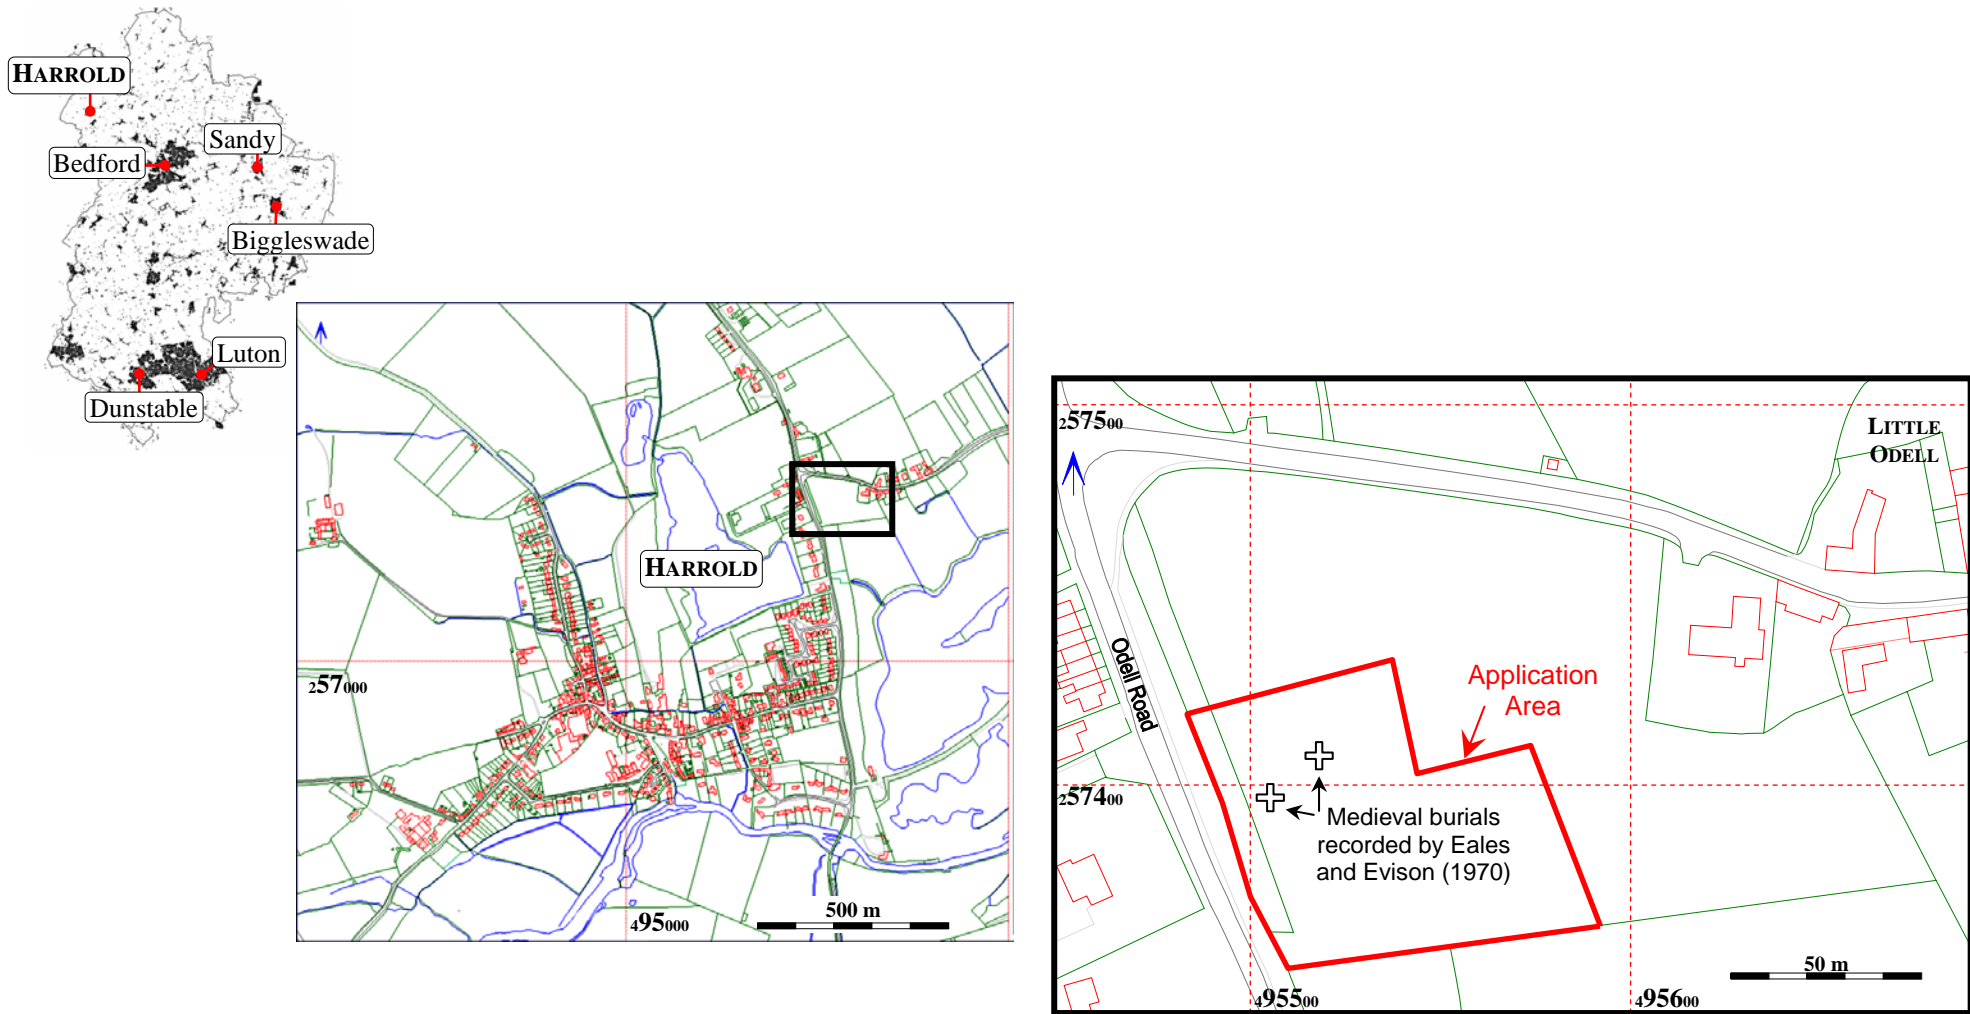 HARROLD
Sandy
Bedford
Biggleswade
Luton
Dunstable
HARROLD
257000
495000
500 m
257500
LITTLE
ODELL
Odell Road
Application
Area
257400
Medieval burials
recorded by Eales
and Evison (1970)
50 m
495500
495600